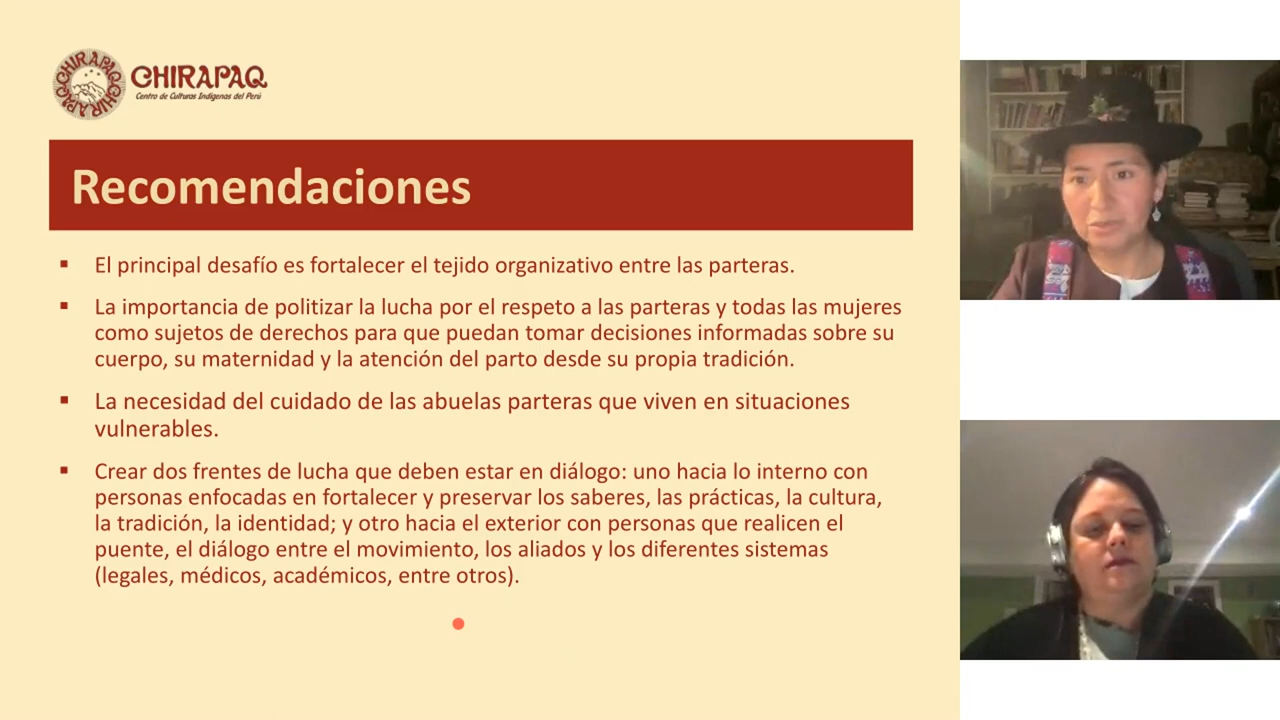 CHIRAPAQ
CHIRAPAQ
CHIRAPAQ
Centro de Culturas Indígenas del Perú
Recomendaciones
▪ El principal desafío es fortalecer el tejido organizativo entre las parteras.
▪ La importancia de politizar la lucha por el respeto a las parteras y todas las mujeres
como sujetos de derechos para que puedan tomar decisiones informadas sobre su
cuerpo, su maternidad y la atención del parto desde su propia tradición.
▪ La necesidad del cuidado de las abuelas parteras que viven en situaciones
vulnerables.
▪ Crear dos frentes de lucha que deben estar en diálogo: uno hacia lo interno con
personas enfocadas en fortalecer y preservar los saberes, las prácticas, la cultura,
la tradición, la identidad; y otro hacia el exterior con personas que realicen el
puente, el diálogo entre el movimiento, los aliados y los diferentes sistemas
(legales, médicos, académicos, entre otros).